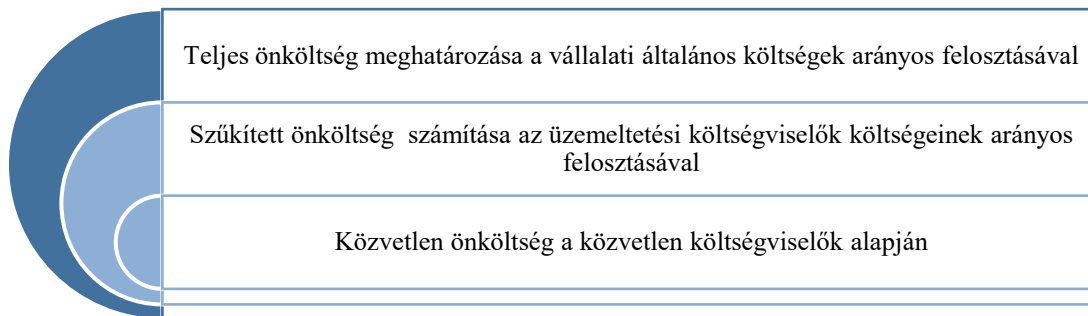 Teljes önköltség meghatározása a vállalati általános költségek arányos felosztásával
Szűkített önköltség  számítása az üzemeltetési költségviselők költségeinek arányos
felosztásával
Közvetlen önköltség a közvetlen költségviselők alapján